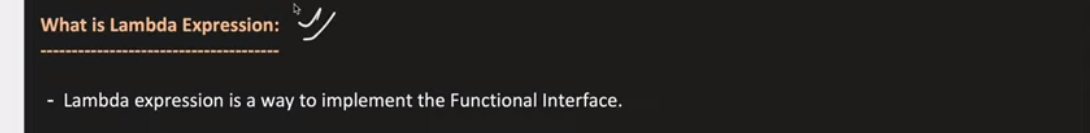 What is Lambda Expression:
-------------------------------------
- Lambda expression is a way to implement the Functional Interface.